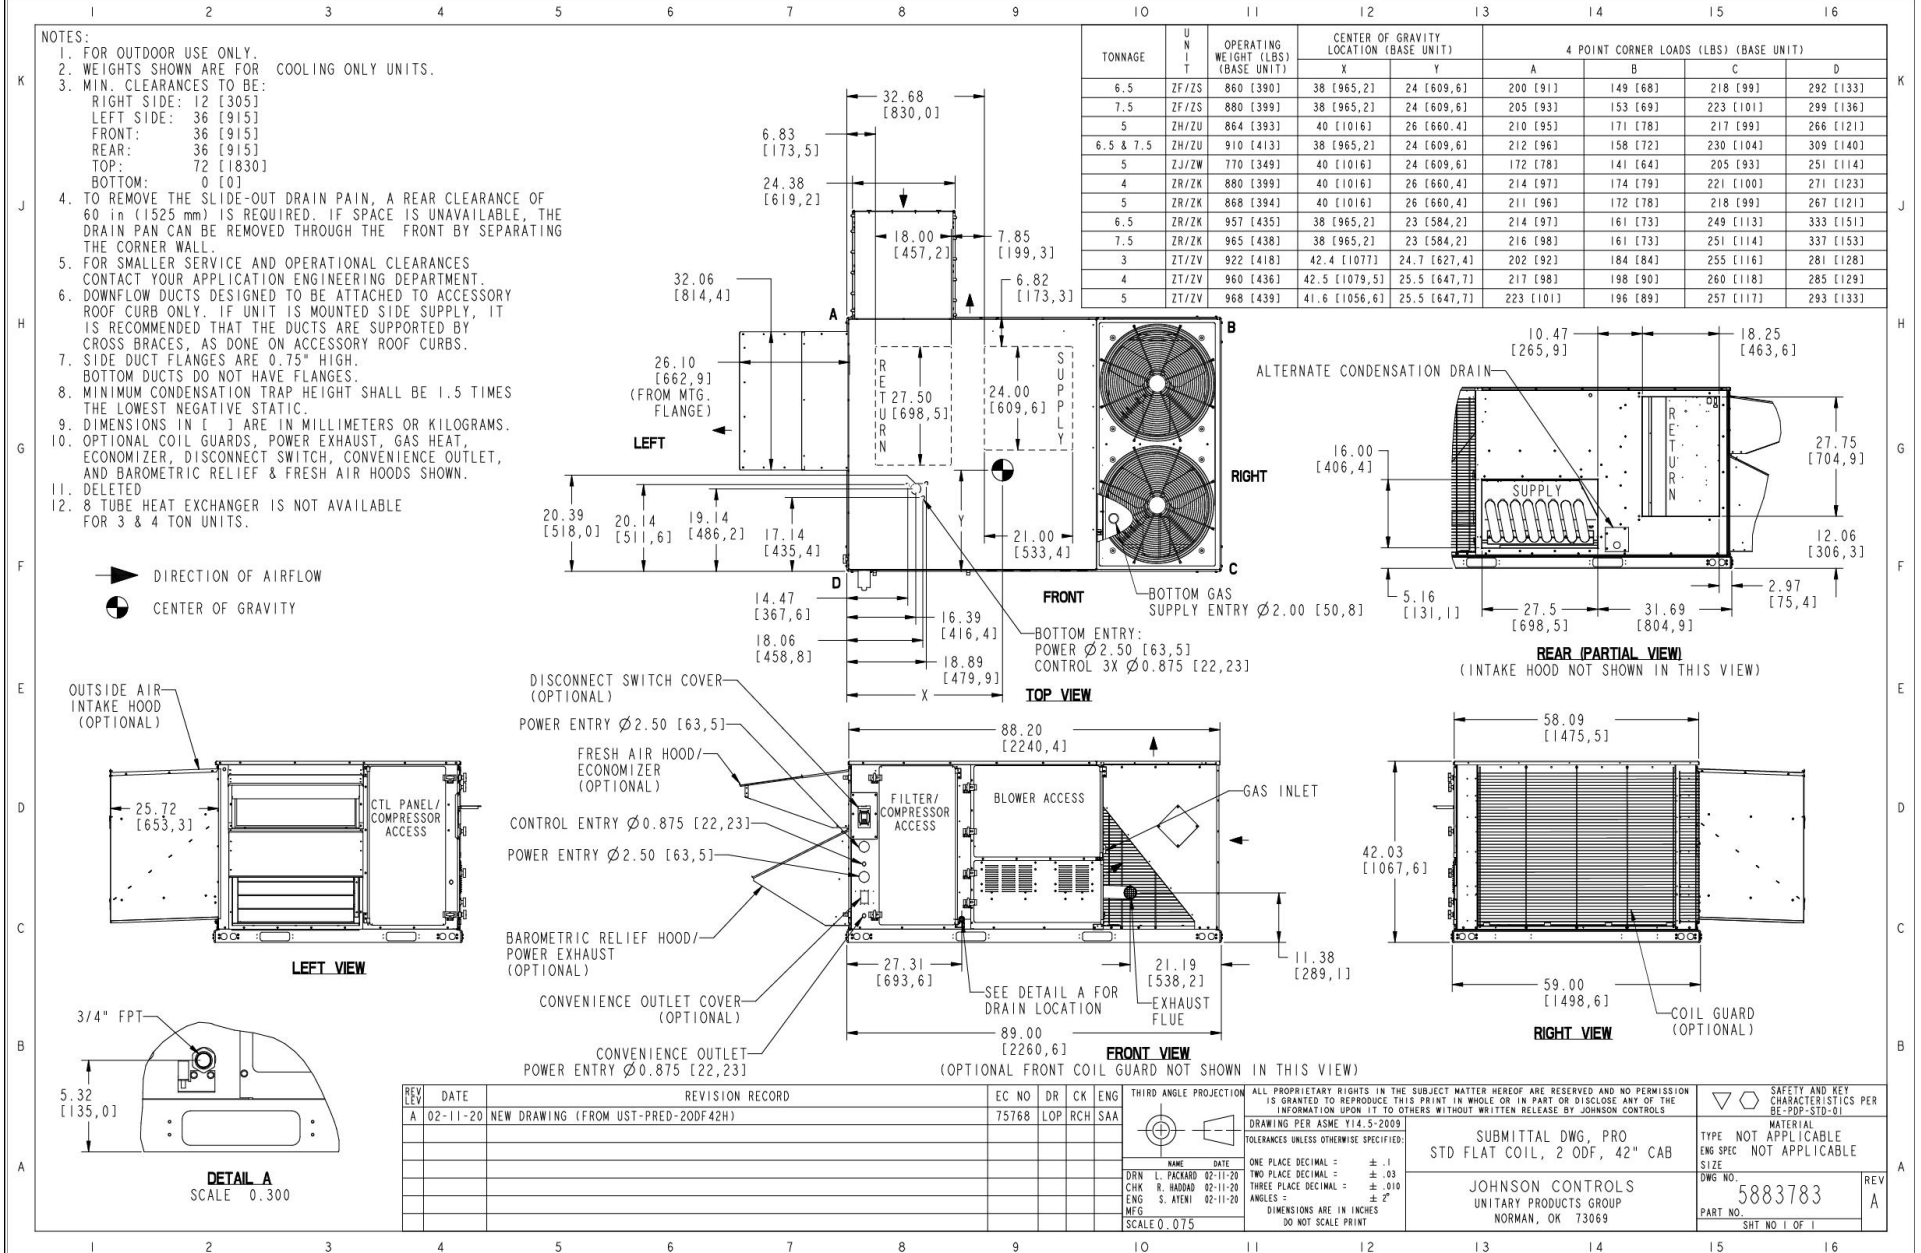 1 2 3 4 5 6 7 8 9 10 11 12 13 14 15 16
K
J
H
G
F
E
D
C
B
A
NOTES:
1. FOR OUTDOOR USE ONLY.
2. WEIGHTS SHOWN ARE FOR COOLING ONLY UNITS.
3. MIN. CLEARANCES TO BE:
RIGHT SIDE: 12 [305]
LEFT SIDE: 36 [915]
FRONT: 36 [915]
REAR: 36 [915]
TOP: 72 [1830]
BOTTOM: 0 [0]
4. TO REMOVE THE SLIDE-OUT DRAIN PAIN, A REAR CLEARANCE OF
60 in (1525 mm) IS REQUIRED. IF SPACE IS UNAVAILABLE, THE
DRAIN PAN CAN BE REMOVED THROUGH THE FRONT BY SEPARATING
THE CORNER WALL.
5. FOR SMALLER SERVICE AND OPERATIONAL CLEARANCES
CONTACT YOUR APPLICATION ENGINEERING DEPARTMENT.
6. DOWNFLOW DUCTS DESIGNED TO BE ATTACHED TO ACCESSORY
ROOF CURB ONLY. IF UNIT IS MOUNTED SIDE SUPPLY, IT
IS RECOMMENDED THAT THE DUCTS ARE SUPPORTED BY
CROSS BRACES, AS DONE ON ACCESSORY ROOF CURBS.
7. SIDE DUCT FLANGES ARE 0.75" HIGH.
BOTTOM DUCTS DO NOT HAVE FLANGES.
8. MINIMUM CONDENSATION TRAP HEIGHT SHALL BE 1.5 TIMES
THE LOWEST NEGATIVE STATIC.
9. DIMENSIONS IN [ ] ARE IN MILLIMETERS OR KILOGRAMS.
10. OPTIONAL COIL GUARDS, POWER EXHAUST, GAS HEAT,
ECONOMIZER, DISCONNECT SWITCH, CONVENIENCE OUTLET,
AND BAROMETRIC RELIEF & FRESH AIR HOODS SHOWN.
11. DELETED
12. 8 TUBE HEAT EXCHANGER IS NOT AVAILABLE
FOR 3 & 4 TON UNITS.
DIRECTION OF AIRFLOW
CENTER OF GRAVITY
TONNAGE UNIT OPERATING WEIGHT (LBS) (BASE UNIT) CENTER OF GRAVITY LOCATION (BASE UNIT) 4 POINT CORNER LOADS (LBS) (BASE UNIT)
X Y A B C D
6.5 ZF/ZS 860 [390] 38 [965,2] 24 [609,6] 200 [91] 149 [68] 218 [99] 292 [133]
7.5 ZF/ZS 880 [399] 38 [965,2] 24 [609,6] 205 [93] 153 [69] 223 [101] 299 [136]
5 ZH/ZU 864 [393] 40 [1016] 26 [660.4] 210 [95] 171 [78] 217 [99] 266 [121]
6.5 & 7.5 ZH/ZU 910 [413] 38 [965,2] 24 [609,6] 212 [96] 158 [72] 230 [104] 309 [140]
5 ZJ/ZW 770 [349] 40 [1016] 24 [609,6] 172 [78] 141 [64] 205 [93] 251 [114]
4 ZR/ZK 880 [399] 40 [1016] 26 [660,4] 214 [97] 174 [79] 221 [100] 271 [123]
5 ZR/ZK 868 [394] 40 [1016] 26 [660,4] 211 [96] 172 [78] 218 [99] 267 [121]
6.5 ZR/ZK 957 [435] 38 [965,2] 23 [584,2] 214 [97] 161 [73] 249 [113] 333 [151]
7.5 ZR/ZK 965 [438] 38 [965,2] 23 [584,2] 216 [98] 161 [73] 251 [114] 337 [153]
3 ZT/ZV 922 [418] 42.4 [1077] 24.7 [627,4] 202 [92] 184 [84] 255 [116] 281 [128]
4 ZT/ZV 960 [436] 42.5 [1079,5] 25.5 [647,7] 217 [98] 198 [90] 260 [118] 285 [129]
5 ZT/ZV 968 [439] 41.6 [1056,6] 25.5 [647,7] 223 [101] 196 [89] 257 [117] 293 [133]
32.68
[830,0]
6.83
[173,5]
24.38
[619,2]
18.00
[457,2]
7.85
[199,3]
32.06
[814,4]
6.82
[173,3]
A
B
26.10
[662,9]
(FROM MTG.
FLANGE)
RETURN
27.50
[698,5]
24.00
[609,6]
SUPPLY
LEFT
RIGHT
20.39
[518,0]
20.14
[511,6]
19.14
[486,2]
17.14
[435,4]
Y
21.00
[533,4]
D
C
FRONT
14.47
[367,6]
16.39
[416,4]
18.06
[458,8]
18.89
[479,9]
X
BOTTOM GAS
SUPPLY ENTRY Ø2.00 [50,8]
BOTTOM ENTRY:
POWER Ø2.50 [63,5]
CONTROL 3X Ø0.875 [22,23]
TOP VIEW
ALTERNATE CONDENSATION DRAIN
10.47
[265,9]
18.25
[463,6]
16.00
[406,4]
SUPPLY
RETURN
27.75
[704,9]
12.06
[306,3]
5.16
[131,1]
27.5
[698,5]
31.69
[804,9]
2.97
[75,4]
REAR (PARTIAL VIEW)
(INTAKE HOOD NOT SHOWN IN THIS VIEW)
OUTSIDE AIR
INTAKE HOOD
(OPTIONAL)
25.72
[653,3]
CTL PANEL/
COMPRESSOR
ACCESS
LEFT VIEW
DISCONNECT SWITCH COVER
(OPTIONAL)
POWER ENTRY Ø2.50 [63,5]
FRESH AIR HOOD/
ECONOMIZER
(OPTIONAL)
CONTROL ENTRY Ø0.875 [22,23]
POWER ENTRY Ø2.50 [63,5]
BAROMETRIC RELIEF HOOD/
POWER EXHAUST
(OPTIONAL)
CONVENIENCE OUTLET COVER
(OPTIONAL)
CONVENIENCE OUTLET
POWER ENTRY Ø0.875 [22,23]
88.20
[2240,4]
FILTER/
COMPRESSOR
ACCESS
BLOWER ACCESS
GAS INLET
27.31
[693,6]
21.19
[538,2]
11.38
[289,1]
SEE DETAIL A FOR
DRAIN LOCATION
EXHAUST
FLUE
89.00
[2260,6]
FRONT VIEW
(OPTIONAL FRONT COIL GUARD NOT SHOWN IN THIS VIEW)
58.09
[1475,5]
42.03
[1067,6]
59.00
[1498,6]
COIL GUARD
(OPTIONAL)
RIGHT VIEW
3/4" FPT
5.32
[135,0]
DETAIL A
SCALE 0.300
REV LEV DATE REVISION RECORD EC NO DR CK ENG
A 02-11-20 NEW DRAWING (FROM UST-PRED-20DF42H) 75768 LOP RCH SAA
THIRD ANGLE PROJECTION
NAME DATE
DRN L. PACKARD 02-11-20
CHK R. HADDAD 02-11-20
ENG S. AYENI 02-11-20
MFG
SCALE 0.075
ALL PROPRIETARY RIGHTS IN THE SUBJECT MATTER HEREOF ARE RESERVED AND NO PERMISSION
IS GRANTED TO REPRODUCE THIS PRINT IN WHOLE OR IN PART OR DISCLOSE ANY OF THE
INFORMATION UPON IT TO OTHERS WITHOUT WRITTEN RELEASE BY JOHNSON CONTROLS
DRAWING PER ASME Y14.5-2009
TOLERANCES UNLESS OTHERWISE SPECIFIED:
ONE PLACE DECIMAL = ± .1
TWO PLACE DECIMAL = ± .03
THREE PLACE DECIMAL = ± .010
ANGLES = ± 2°
DIMENSIONS ARE IN INCHES
DO NOT SCALE PRINT
SUBMITTAL DWG, PRO
STD FLAT COIL, 2 ODF, 42" CAB
JOHNSON CONTROLS
UNITARY PRODUCTS GROUP
NORMAN, OK 73069
SAFETY AND KEY
CHARACTERISTICS PER
BE-PDP-STD-01
MATERIAL
TYPE NOT APPLICABLE
ENG SPEC NOT APPLICABLE
SIZE
DWG NO. 5883783
PART NO.
REV
A
SHT NO 1 OF 1
1 2 3 4 5 6 7 8 9 10 11 12 13 14 15 16